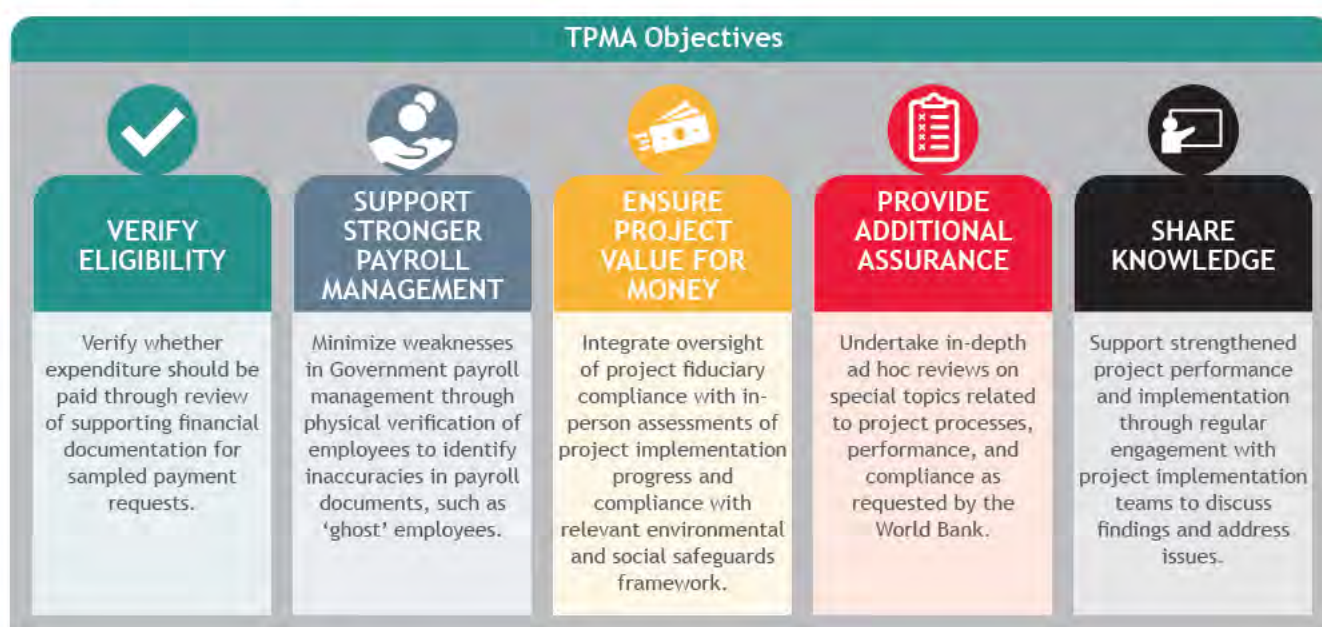 TPMA Objectives
VERIFY
ELIGIBILITY
Verify whether
expenditure should be
paid through review
of supporting financial
documentation for
sampled payment
requests.
SUPPORT
STRONGER
PAYROLL
MANAGEMENT
Minimize weaknesses
in Government payroll
management through
physical verification of
employees to identify
inaccuracies in payroll
documents, such as
‘ghost’ employees.
ENSURE
PROJECT
VALUE FOR
MONEY
Integrate oversight
of project fiduciary
compliance with in-
person assessments of
project implementation
progress and
compliance with
relevant environmental
and social safeguards
framework.
PROVIDE
ADDITIONAL
ASSURANCE
Undertake in-depth
ad hoc reviews on
special topics related
to project processes,
performance, and
compliance as
requested by the
World Bank.
SHARE
KNOWLEDGE
Support strengthened
project performance
and implementation
through regular
engagement with
project implementation
teams to discuss
findings and address
issues.